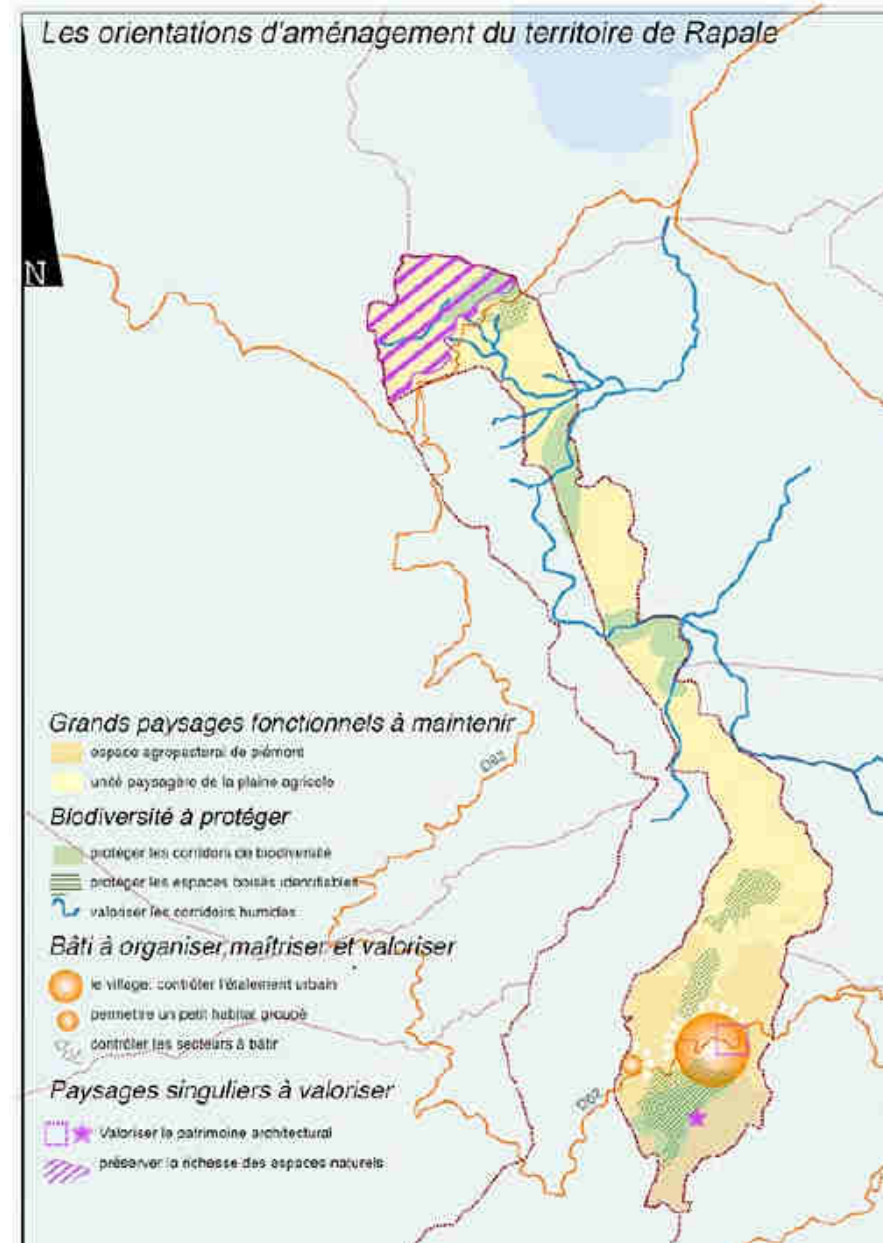 Les orientations d'aménagement du territoire de Rapale
N
Grands paysages fonctionnels à maintenir
espace agropastoral de piémont
unité paysagère de la plaine agricole
D82
Biodiversité à protéger
protéger les corridors de biodiversité
protéger les espaces boisés identifiables
valoriser les corridors humides
Bâti à organiser, maîtriser et valoriser
le village: contrôler l'étalement urbain
permettre un petit habitat groupé
contrôler les secteurs à bâtir
D82
Paysages singuliers à valoriser
Valoriser le patrimoine architectural
préserver la richesse des espaces naturels